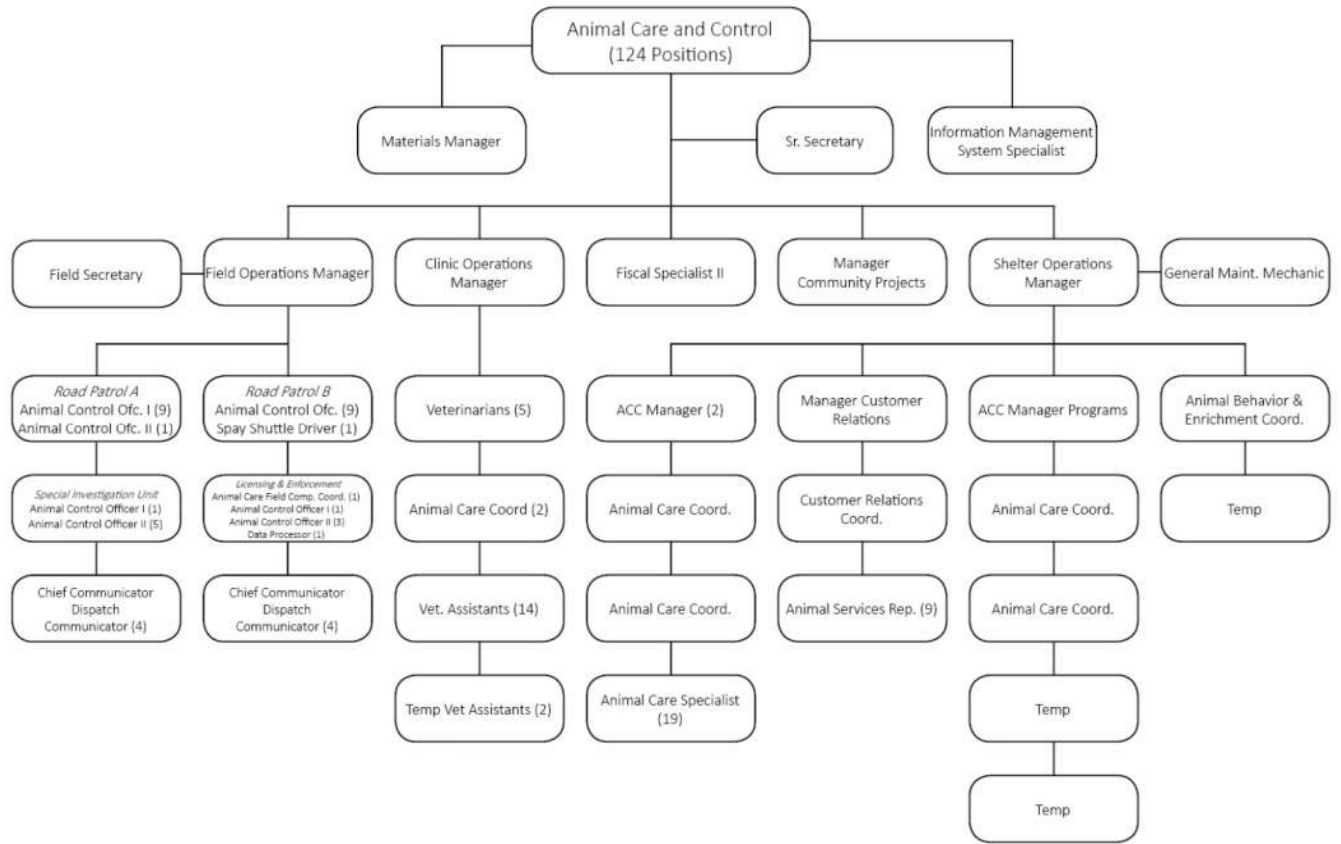 Animal Care and Control
(124 Positions)
Materials Manager
Sr. Secretary
Information Management
System Specialist
Field Secretary
Field Operations Manager
Clinic Operations
Manager
Fiscal Specialist II
Manager
Community Projects
Shelter Operations
Manager
General Maint. Mechanic
Road Patrol A
Animal Control Ofc. I (9)
Animal Control Ofc. II (1)
Road Patrol B
Animal Control Ofc. (9)
Spay Shuttle Driver (1)
Veterinarians (5)
ACC Manager (2)
Manager Customer
Relations
ACC Manager Programs
Animal Behavior &
Enrichment Coord.
Special Investigation Unit
Animal Control Officer I (1)
Animal Control Officer II (5)
Licensing & Enforcement
Animal Care Field Comp. Coord. (1)
Animal Control Officer I (1)
Animal Control Officer II (3)
Data Processor (1)
Animal Care Coord (2)
Animal Care Coord.
Customer Relations
Coord.
Animal Care Coord.
Temp
Chief Communicator
Dispatch
Communicator (4)
Chief Communicator
Dispatch
Communicator (4)
Vet. Assistants (14)
Animal Care Coord.
Animal Services Rep. (9)
Animal Care Coord.
Temp Vet Assistants (2)
Animal Care Specialist
(19)
Temp
Temp